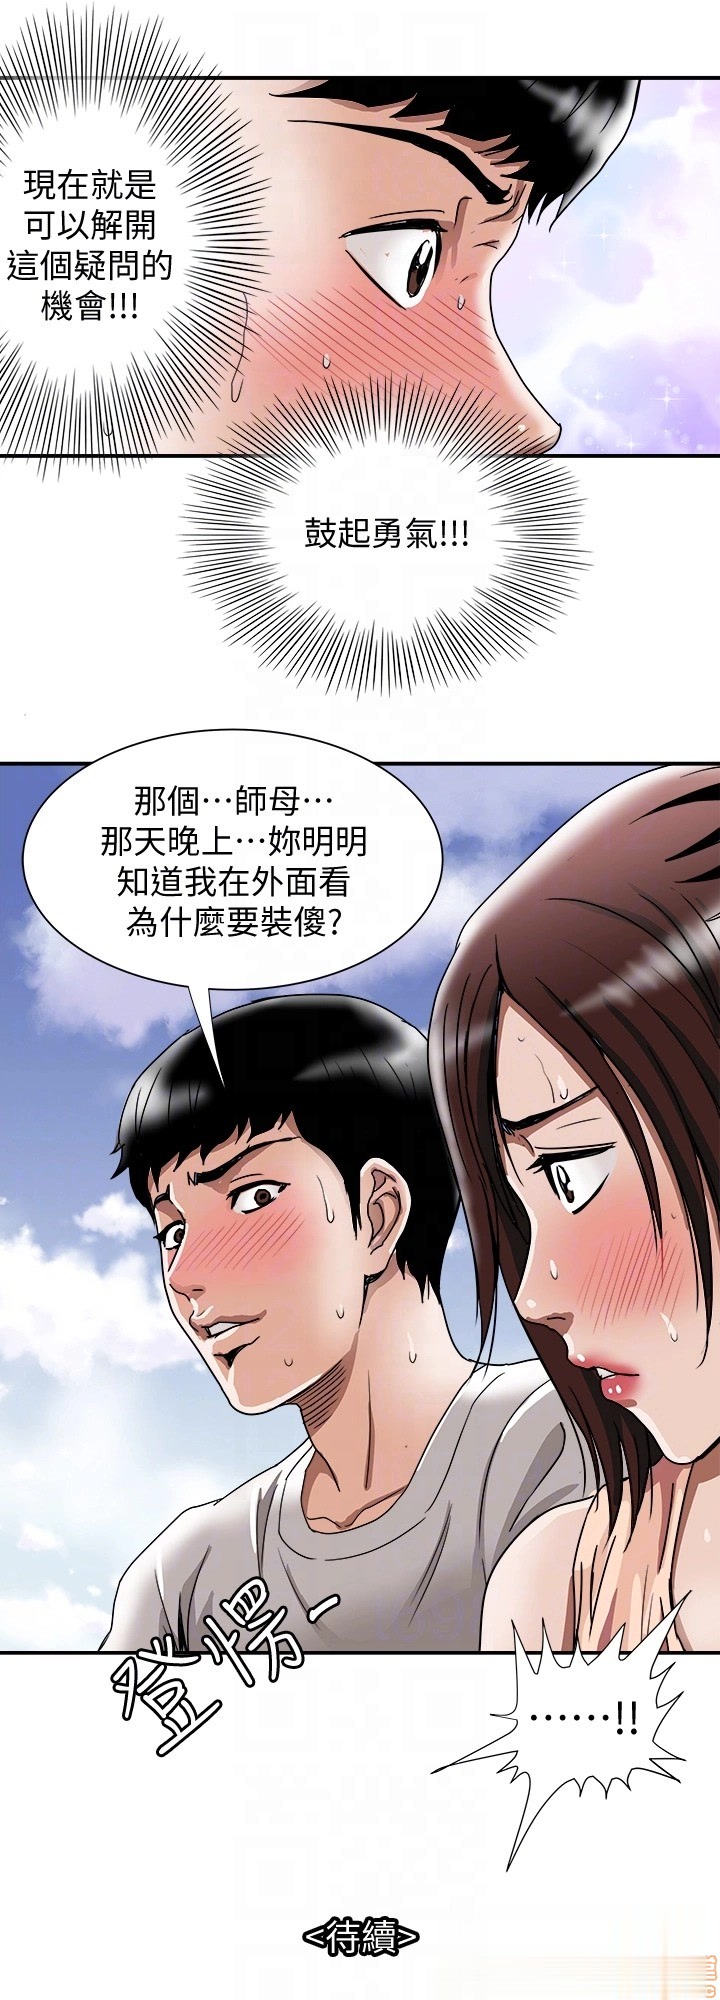 現在就是
可以解開
這個疑問的
機會!!!
鼓起勇氣!!!
那個⋯師母⋯
那天晚上⋯妳明明
知道我在外面看
為什麼要裝傻?
登愣-
⋯⋯!!
<待續>